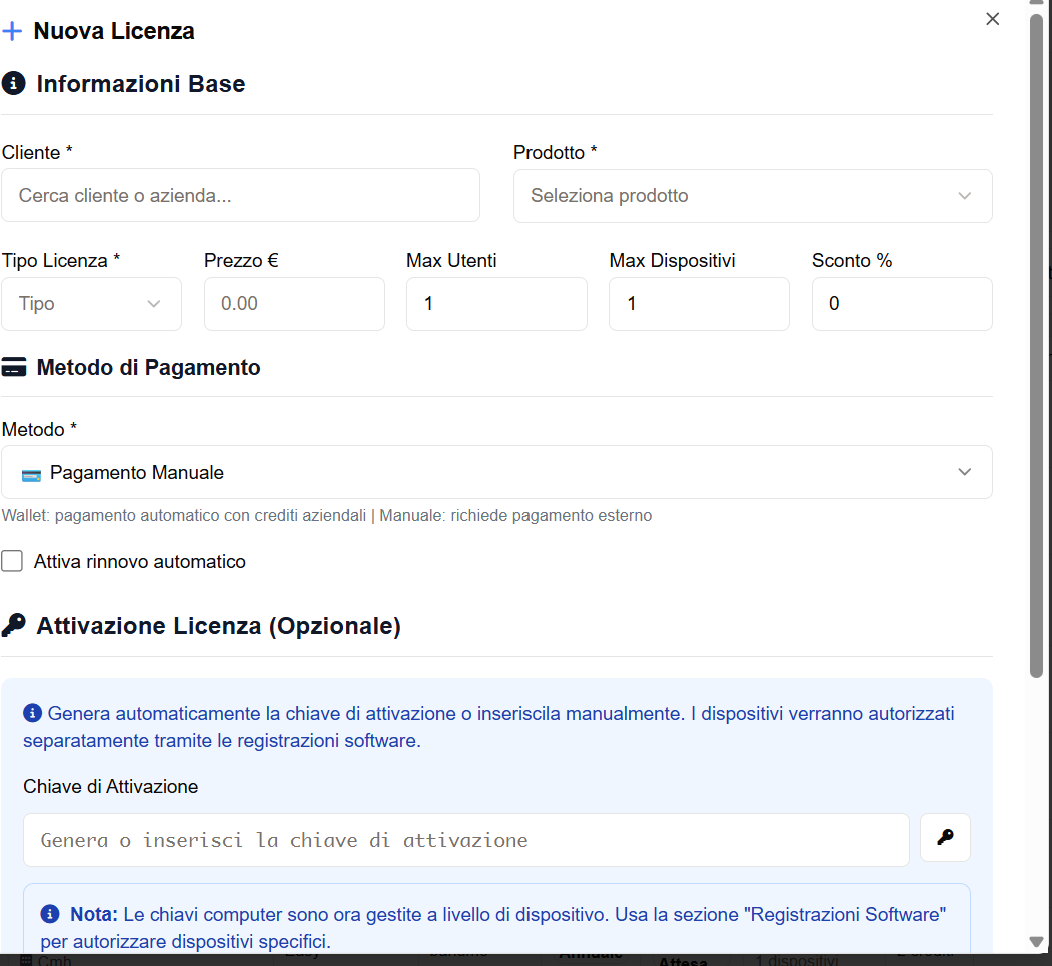 Nuova Licenza
Informazioni Base
Cliente *
Prodotto *
Cerca cliente o azienda...
Seleziona prodotto
Tipo Licenza *
Prezzo €
Max Utenti
Max Dispositivi
Sconto %
Tipo
0.00
1
1
0
Metodo di Pagamento
Metodo *
Pagamento Manuale
Wallet: pagamento automatico con crediti aziendali | Manuale: richiede pagamento esterno
Attiva rinnovo automatico
Attivazione Licenza (Opzionale)
Genera automaticamente la chiave di attivazione o inseriscila manualmente. I dispositivi verranno autorizzati
separatamente tramite le registrazioni software.
Chiave di Attivazione
Genera o inserisci la chiave di attivazione
Nota: Le chiavi computer sono ora gestite a livello di dispositivo. Usa la sezione "Registrazioni Software"
per autorizzare dispositivi specifici.
Cmh
Attesa
1 dispositivi